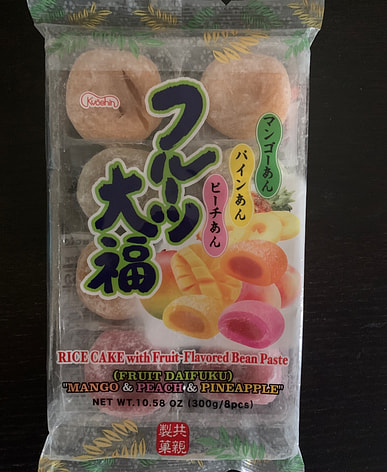 Kyoshin
フルーツ
大福
マンゴーあん
パインあん
ピーチあん
RICE CAKE with Fruit-Flavored Bean Paste
(FRUIT DAIFUKU)
"MANGO & PEACH & PINEAPPLE"
NET WT.10.58 OZ (300g/8pcs)
共親
製菓